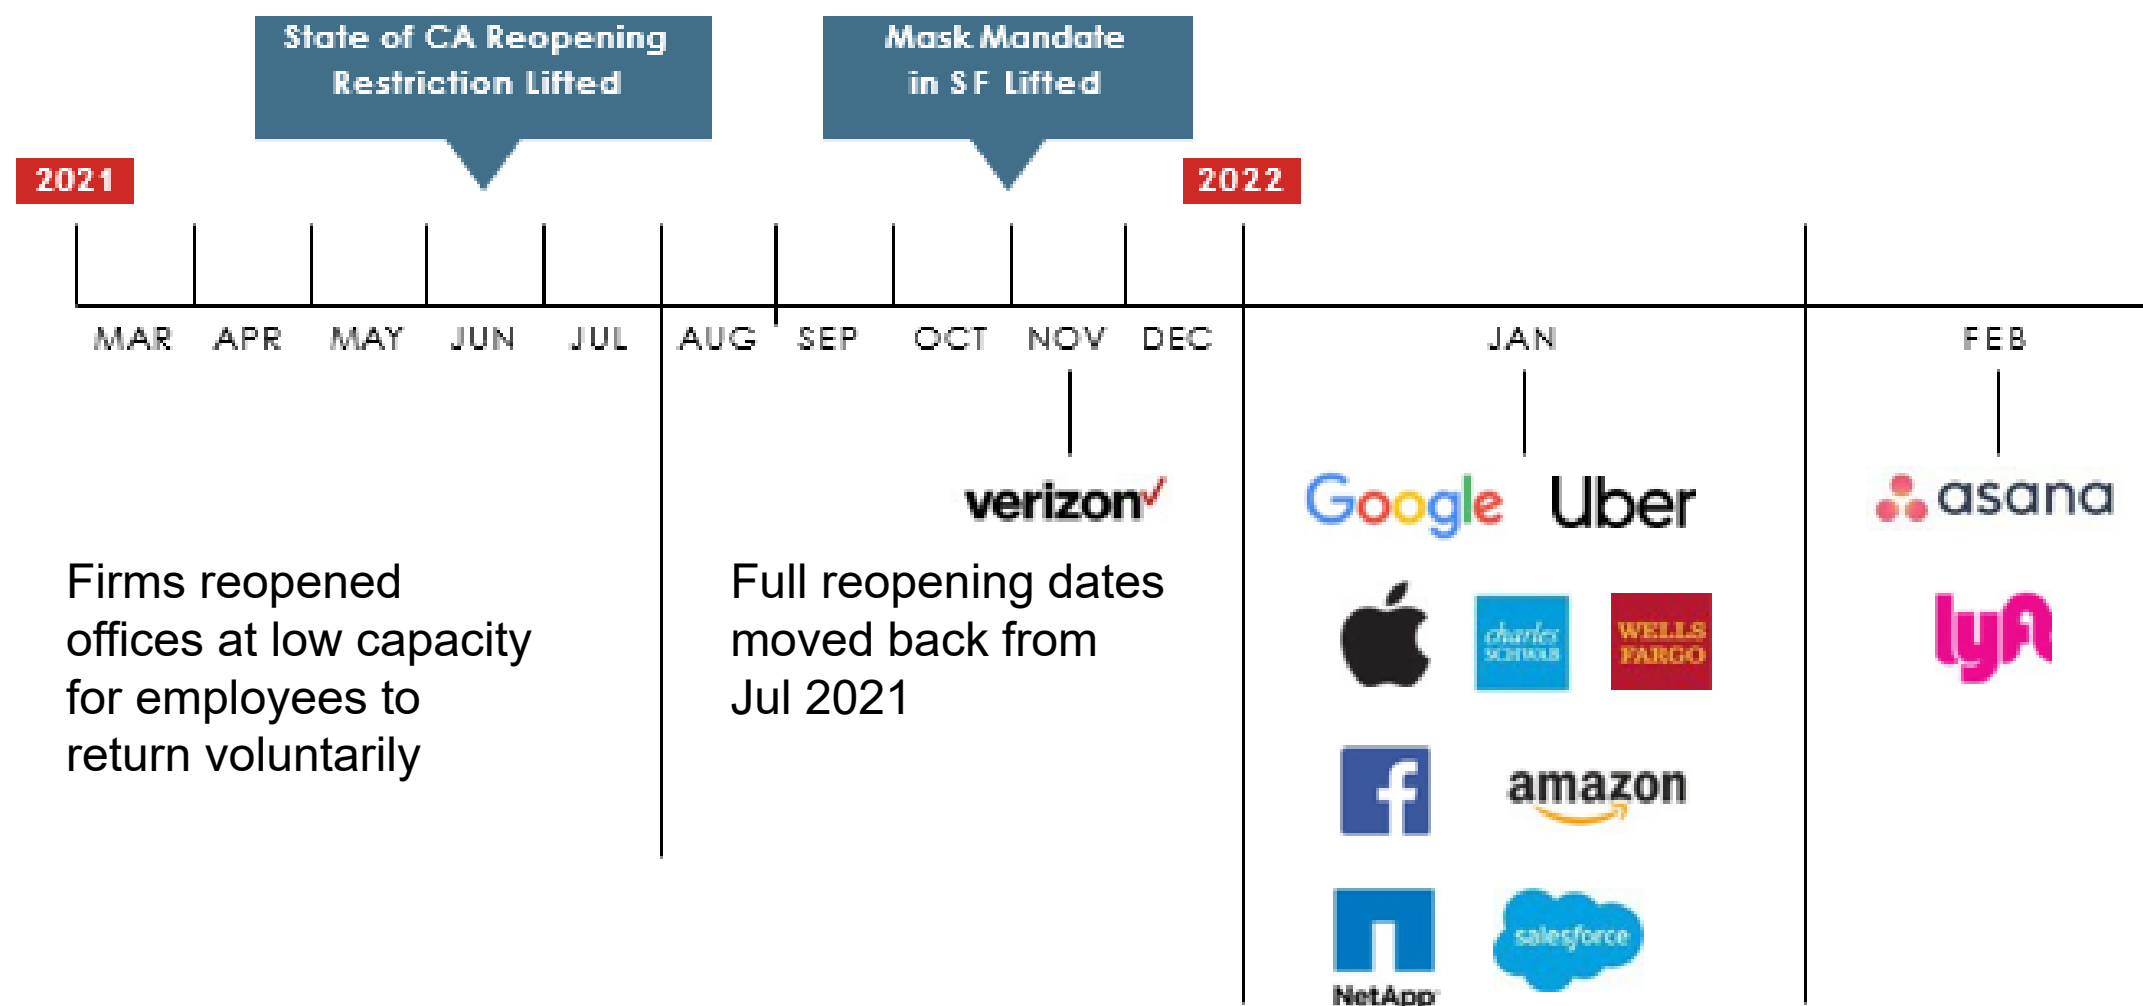 State of CA Reopening
Restriction Lifted
Mask Mandate
in SF Lifted
2021
2022
MAR APR MAY JUN JUL AUG SEP OCT NOV DEC JAN FEB
verizon
Google Uber
asana
Firms reopened
offices at low capacity
for employees to
return voluntarily
Full reopening dates
moved back from
Jul 2021
charles
SCHWAB
WELLS
FARGO
lyft
f
amazon
salesforce
NetApp